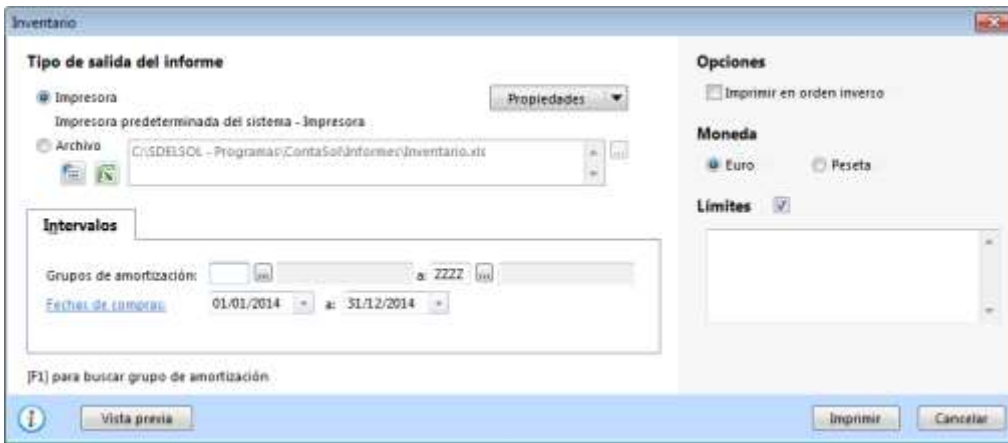 Inventario
Tipo de salida del informe
Impresora
Propiedades
Impresora predeterminada del sistema - Impresora
Archivo
C:\SDELSOL - Programas\ContaSol\Informes\Inventario.xls
...
Intervalos
Grupos de amortización: ... a: ZZZZ ...
Fechas de compras: 01/01/2014 a: 31/12/2014
[F1] para buscar grupo de amortización
Opciones
Imprimir en orden inverso
Moneda
Euro Peseta
Límites
Vista previa Imprimir Cancelar